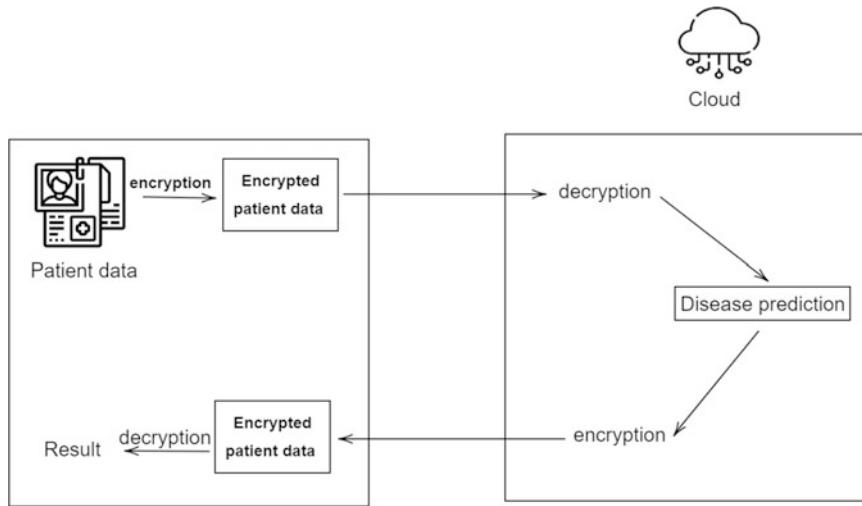 Cloud
encryption
Encrypted
patient data
decryption
Patient data
Disease prediction
Encrypted
patient data
encryption
decryption
Result